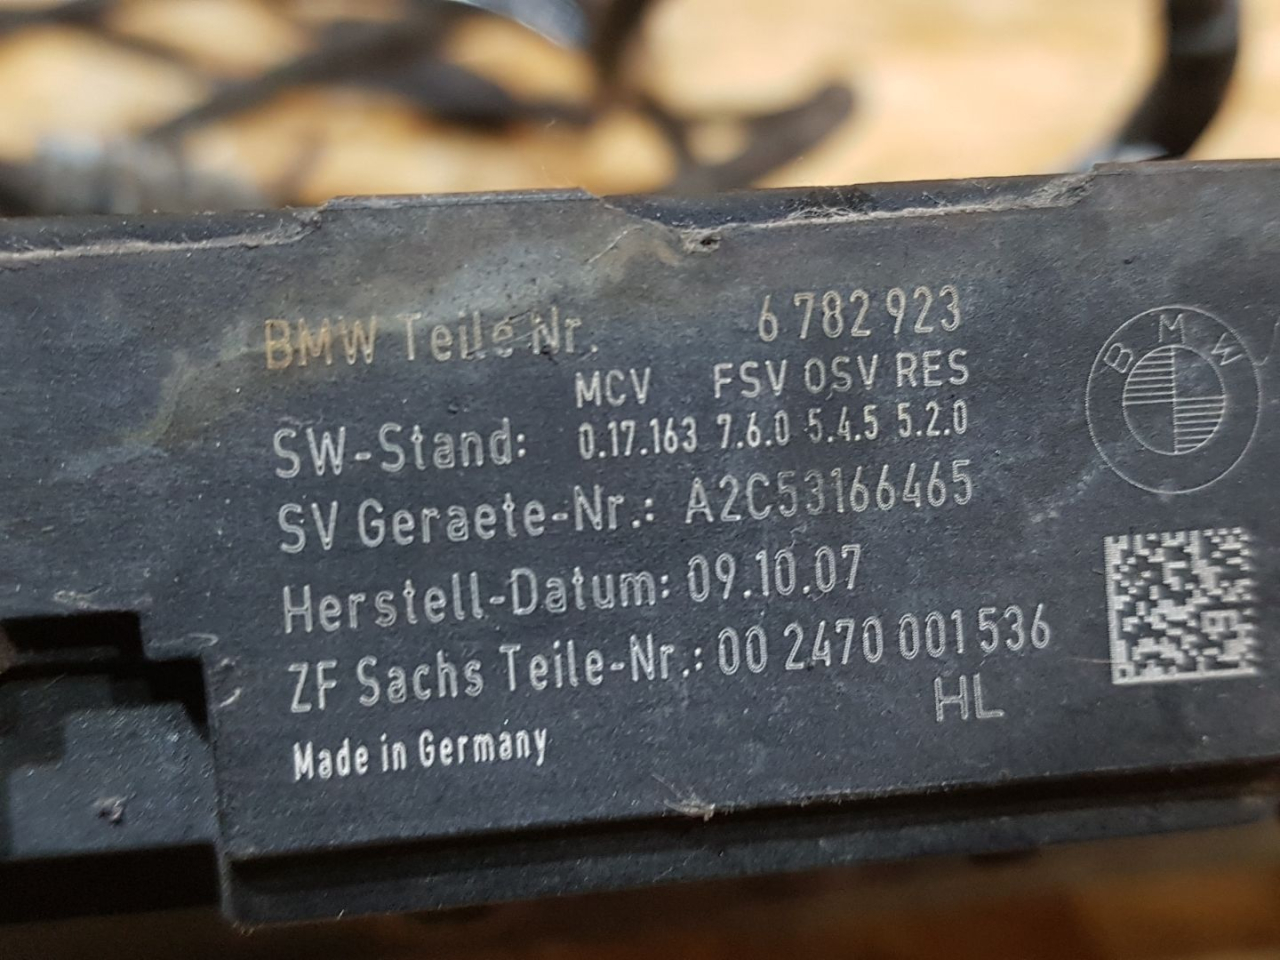 BMW Teile Nr. 6 782 923
MCV FSV OSV RES
SW-Stand: 0.17.163 7.6.0 5.4.5 5.2.0
SV Geraete-Nr.: A2C53166465
Herstell-Datum: 09.10.07
ZF Sachs Teile-Nr.: 00 2470 001 536
HL
Made in Germany
BMW